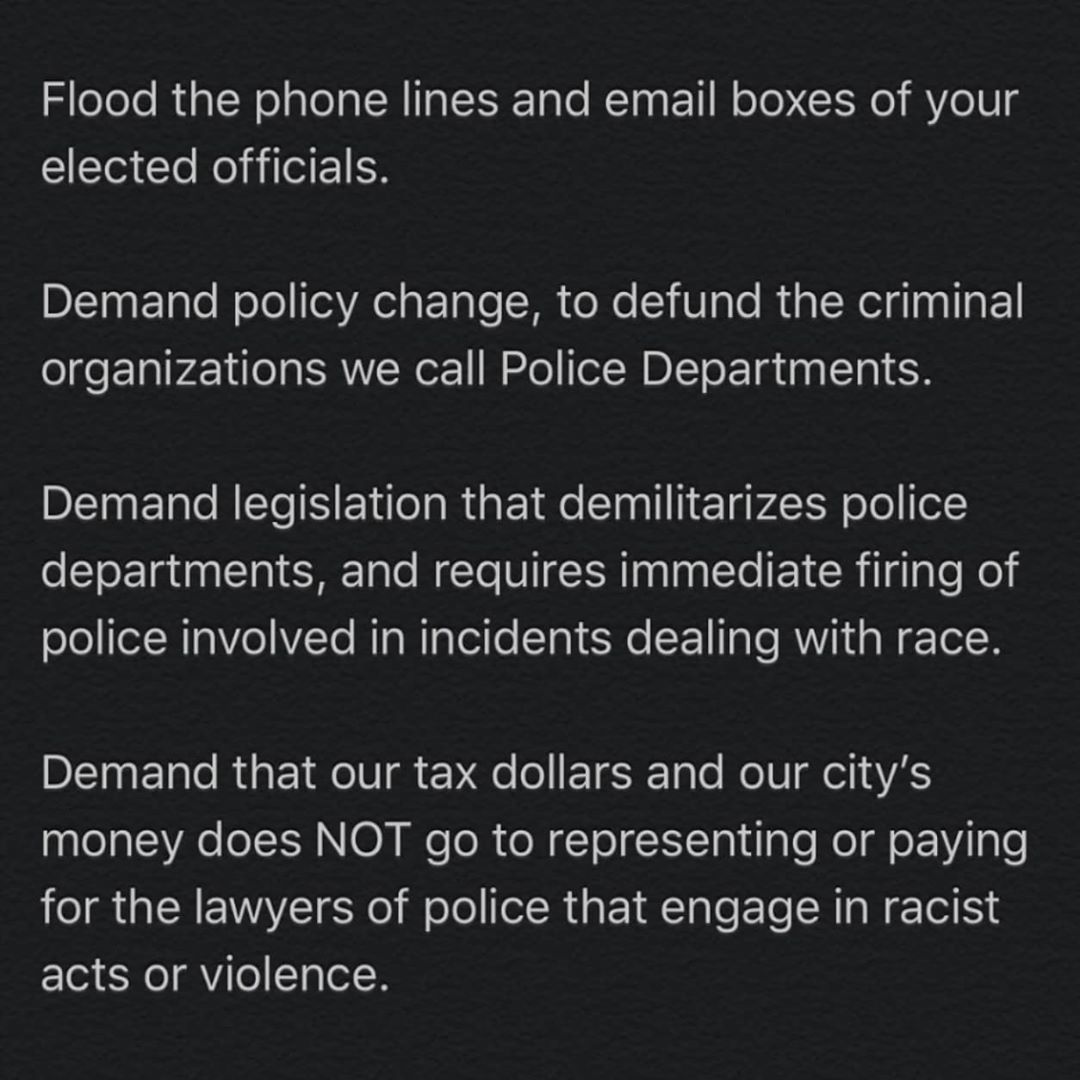 Flood the phone lines and email boxes of your
elected officials.
Demand policy change, to defund the criminal
organizations we call Police Departments.
Demand legislation that demilitarizes police
departments, and requires immediate firing of
police involved in incidents dealing with race.
Demand that our tax dollars and our city’s
money does NOT go to representing or paying
for the lawyers of police that engage in racist
acts or violence.